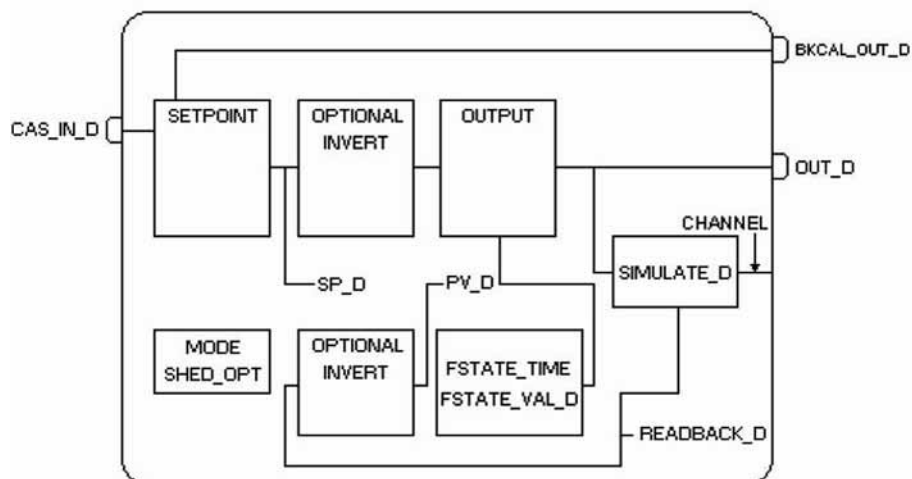 BKCAL_OUT_D
CAS_IN_D
SETPOINT
OPTIONAL
INVERT
OUTPUT
OUT_D
CHANNEL
SIMULATE_D
SP_D
PV_D
MODE
SHED_OPT
OPTIONAL
INVERT
FSTATE_TIME
FSTATE_VAL_D
READBACK_D